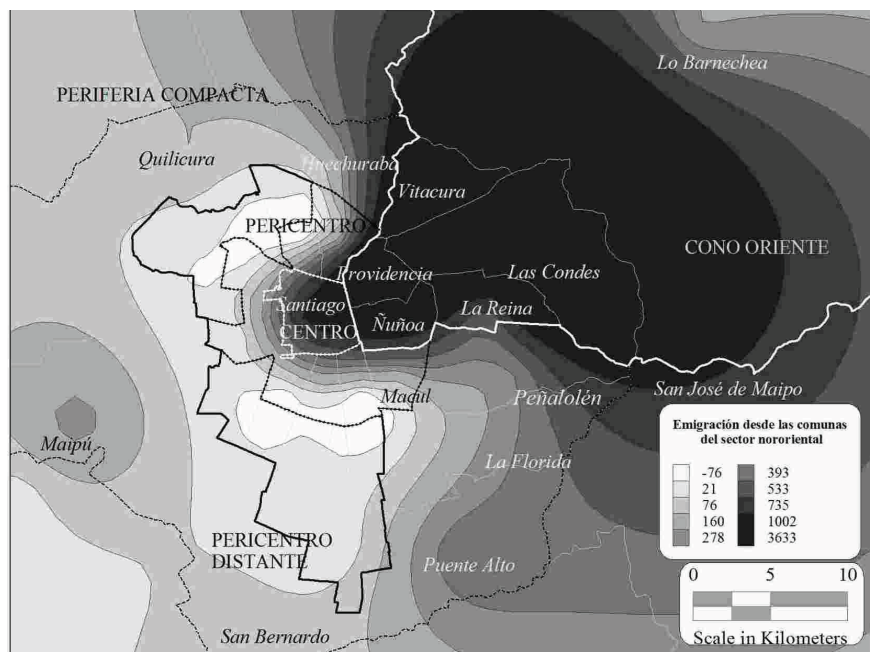 Lo Barnechea
PERIFERIA COMPACTA
Quilicura
Huechuraba
Vitacura
PERICENTRO
CONO ORIENTE
Providencia
Las Condes
Santiago
La Reina
CENTRO
Ñuñoa
Macul
Peñalolén
San José de Maipo
Maipú
La Florida
PERICENTRO
DISTANTE
Puente Alto
San Bernardo
Emigración desde las comunas
del sector nororiental
-76 393
21 533
76 735
160 1002
278 3633
0 5 10
Scale in Kilometers